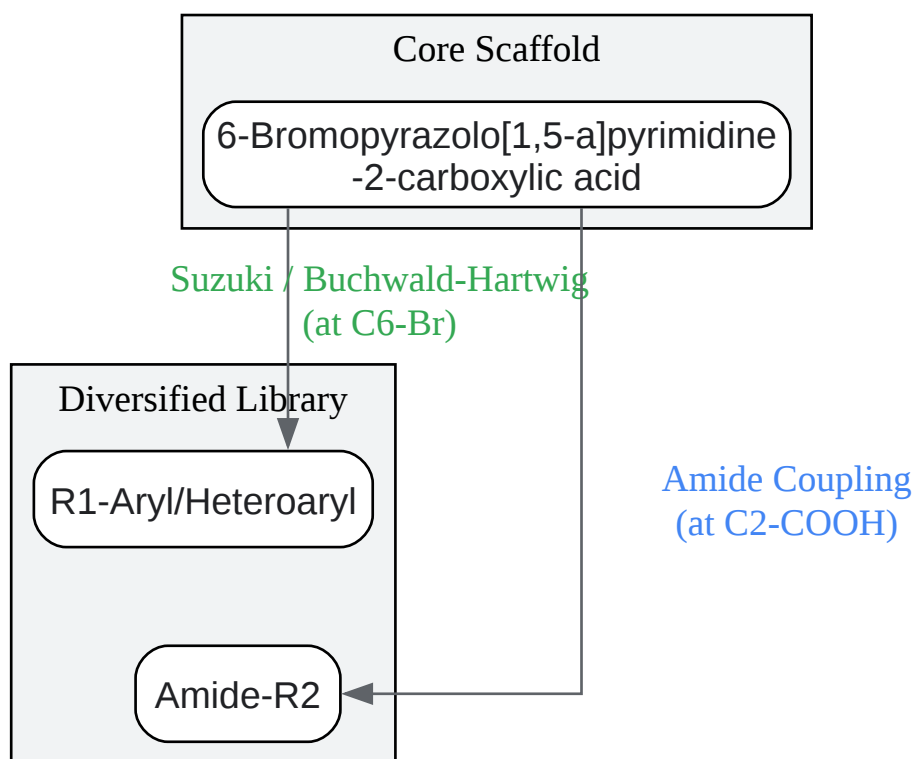 Core Scaffold
6-Bromopyrazolo[1,5-a]pyrimidine
-2-carboxylic acid
Suzuki / Buchwald-Hartwig
(at C6-Br)
Diversified Library
R1-Aryl/Heteroaryl
Amide Coupling
(at C2-COOH)
Amide-R2